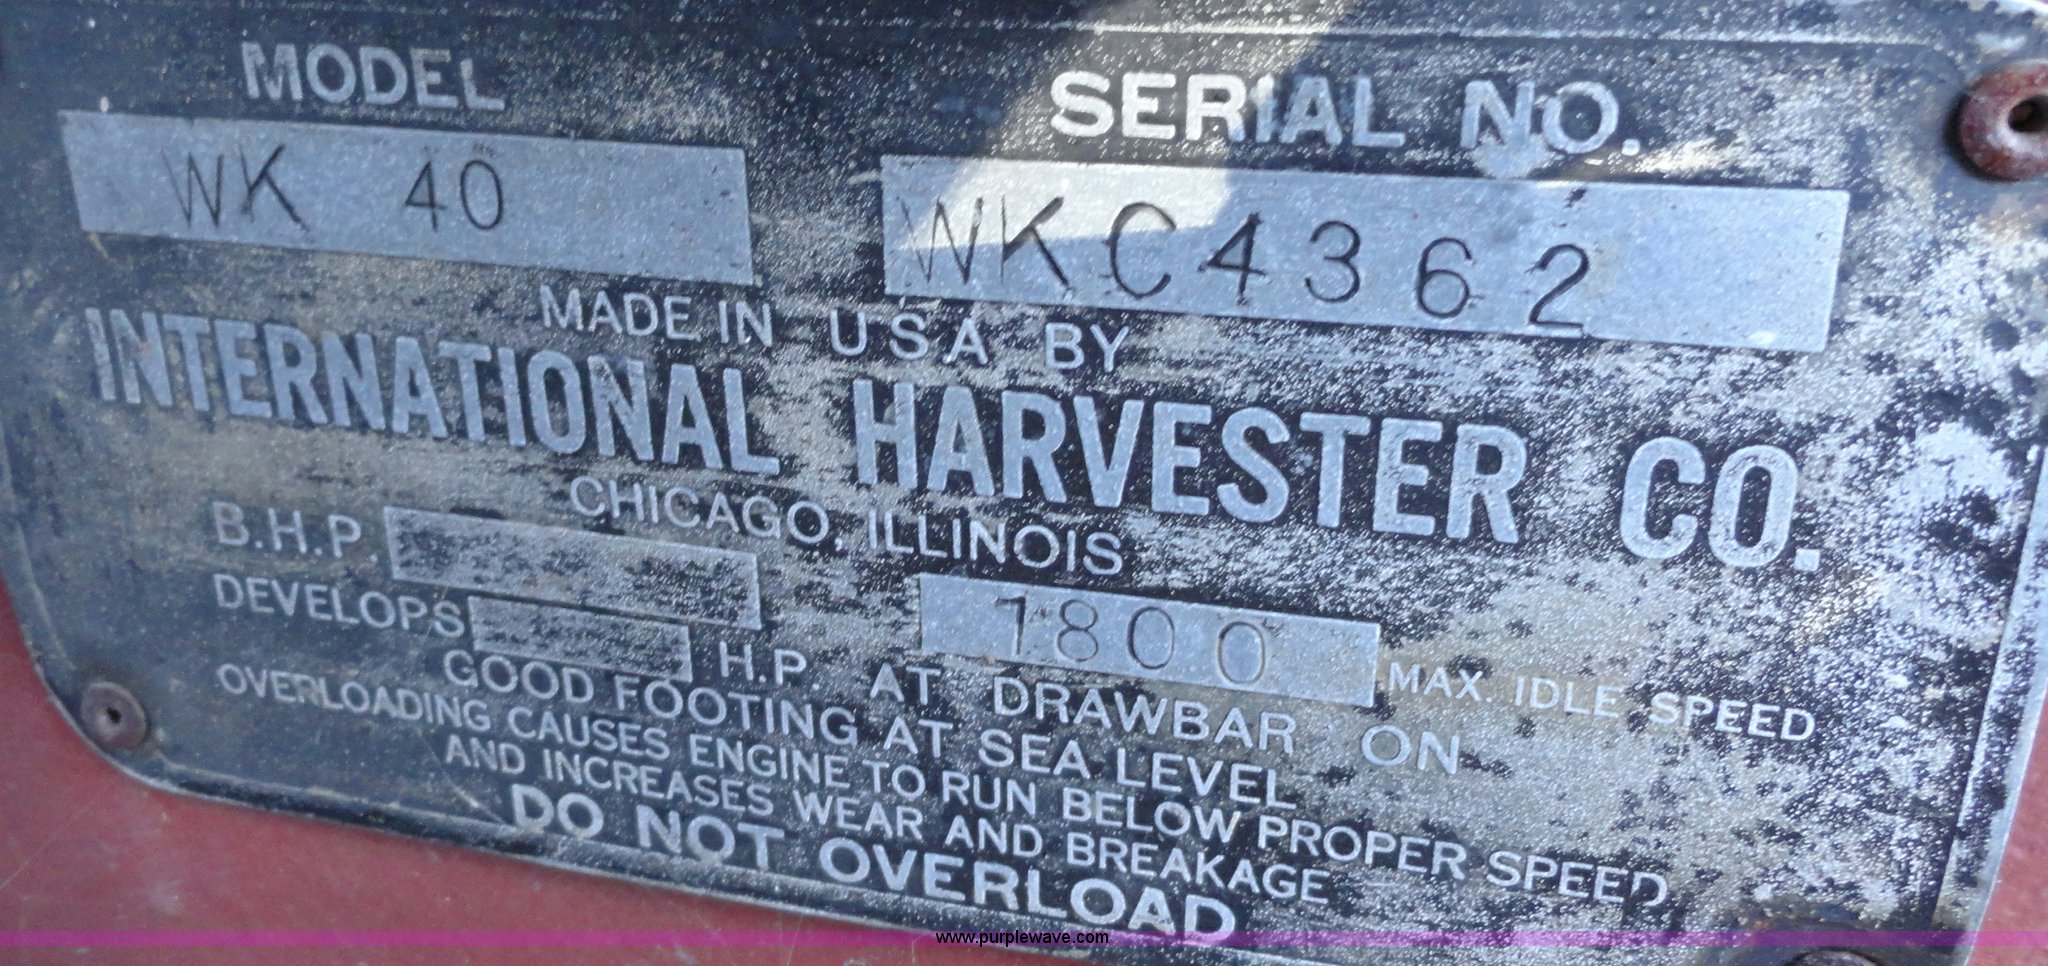 MODEL SERIAL NO.
WK 40 WKC4362
MADE IN USA BY
INTERNATIONAL HARVESTER CO.
CHICAGO, ILLINOIS
B.H.P. 1800 MAX. IDLE SPEED
DEVELOPS H.P. AT DRAWBAR ON
GOOD FOOTING AT SEA LEVEL
OVERLOADING CAUSES ENGINE TO RUN BELOW PROPER SPEED
AND INCREASES WEAR AND BREAKAGE
DO NOT OVERLOAD
www.purplewave.com